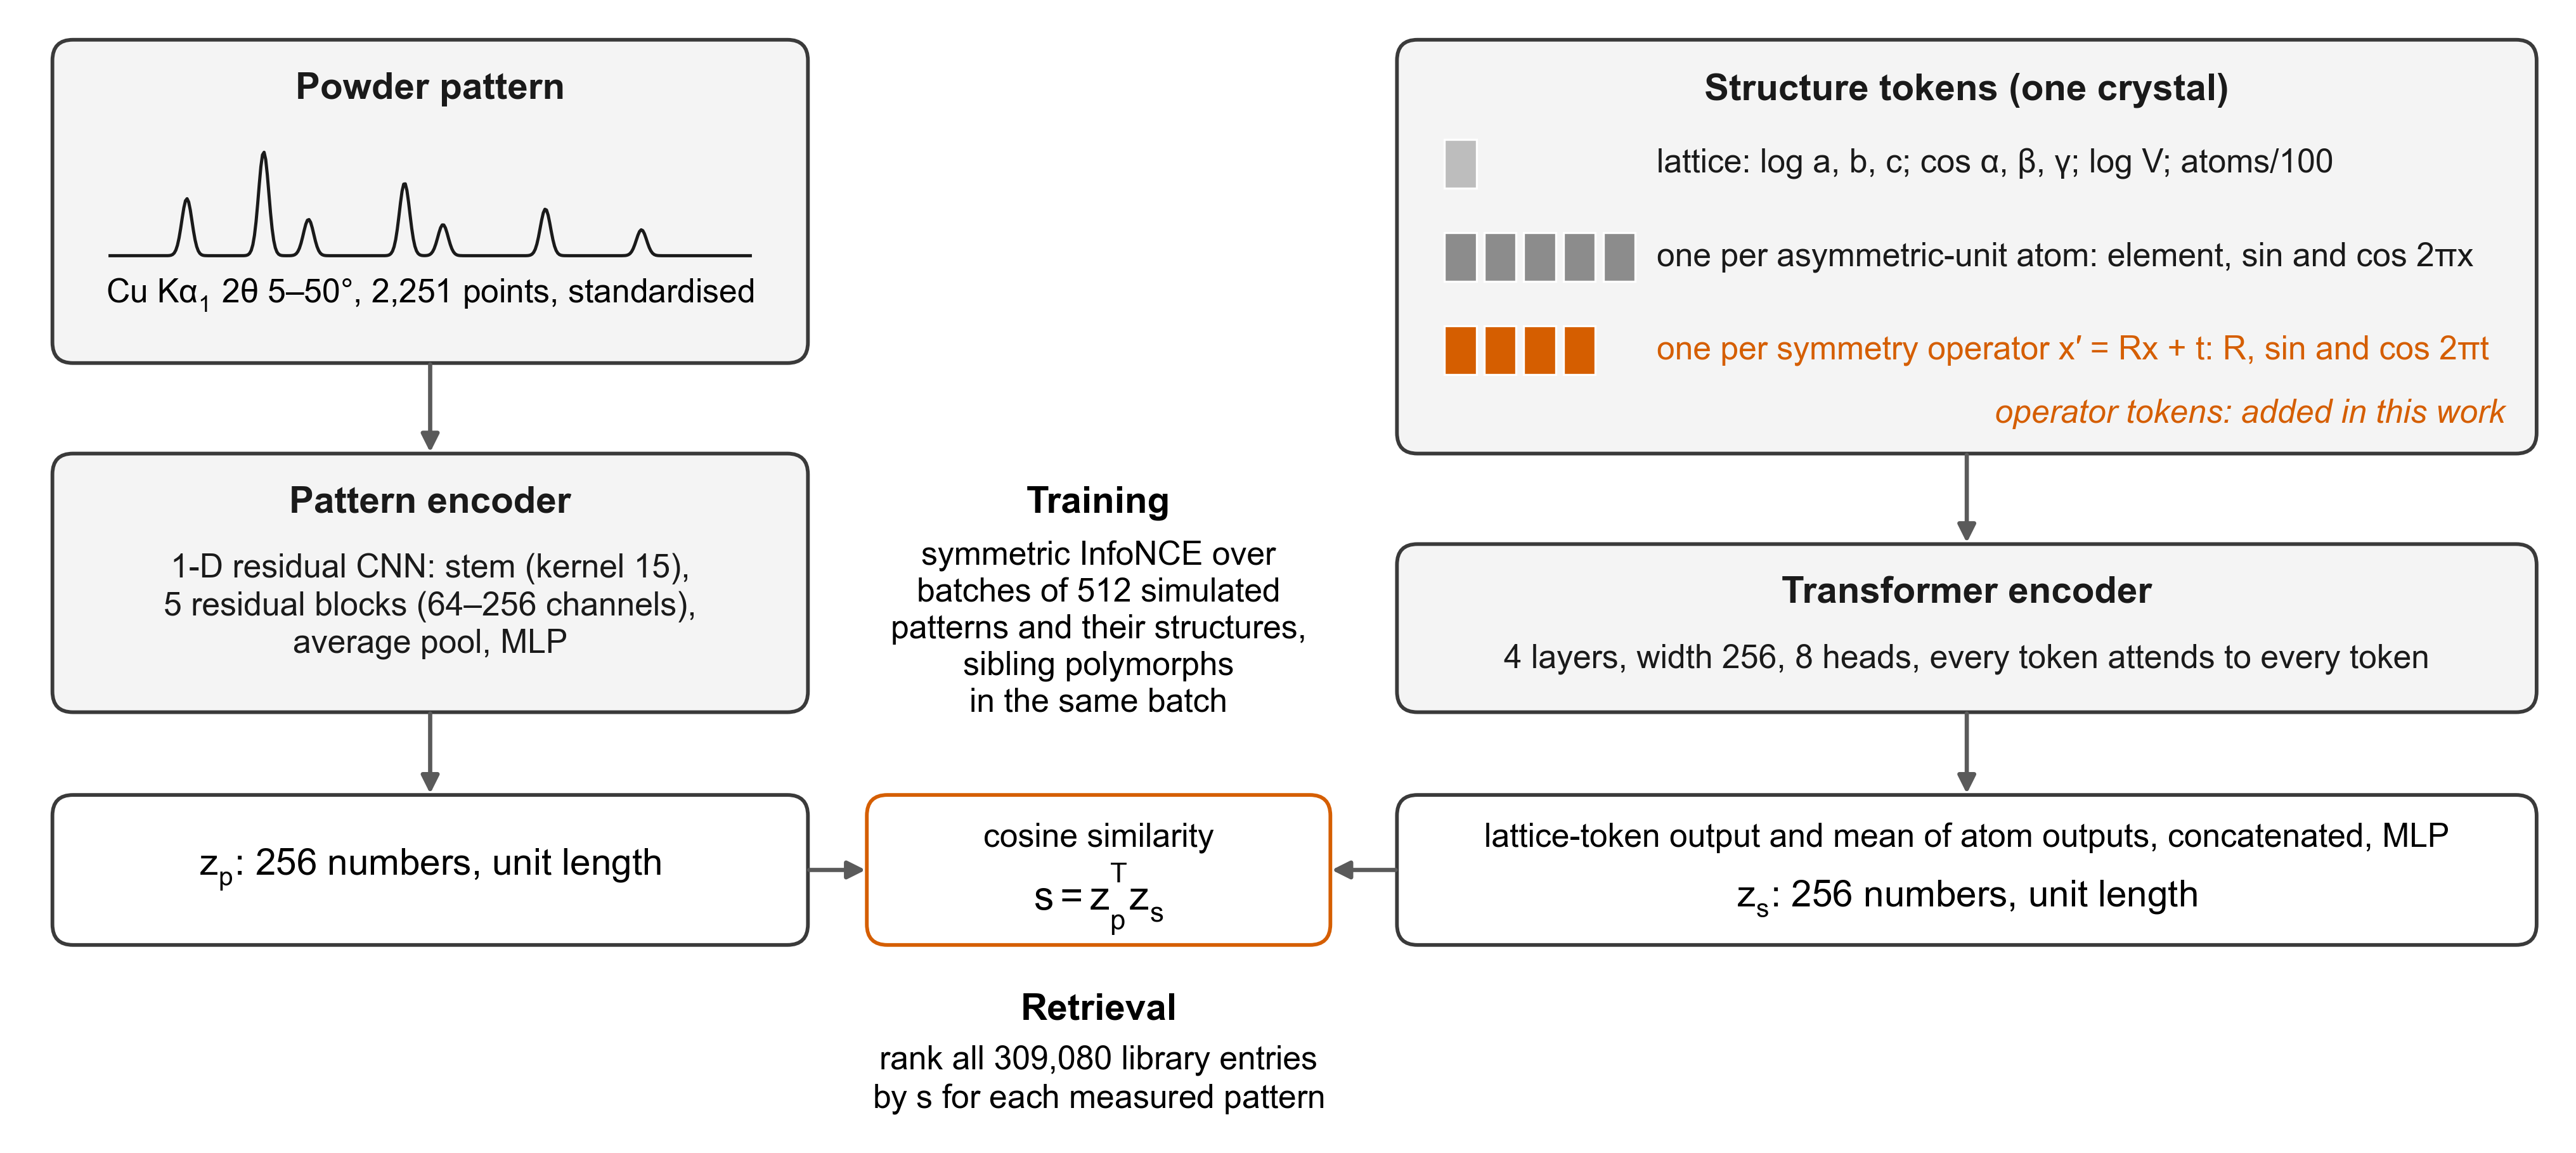 Powder pattern
Cu Kα₁ 2θ 5–50°, 2,251 points, standardised
Pattern encoder
1-D residual CNN: stem (kernel 15),
5 residual blocks (64–256 channels),
average pool, MLP
zₚ: 256 numbers, unit length
Training
symmetric InfoNCE over
batches of 512 simulated
patterns and their structures,
sibling polymorphs
in the same batch
cosine similarity
s = zₚᵀzₛ
Retrieval
rank all 309,080 library entries
by s for each measured pattern
Structure tokens (one crystal)
lattice: log a, b, c; cos α, β, γ; log V; atoms/100
one per asymmetric-unit atom: element, sin and cos 2πx
one per symmetry operator x′ = Rx + t: R, sin and cos 2πt
operator tokens: added in this work
Transformer encoder
4 layers, width 256, 8 heads, every token attends to every token
lattice-token output and mean of atom outputs, concatenated, MLP
zₛ: 256 numbers, unit length